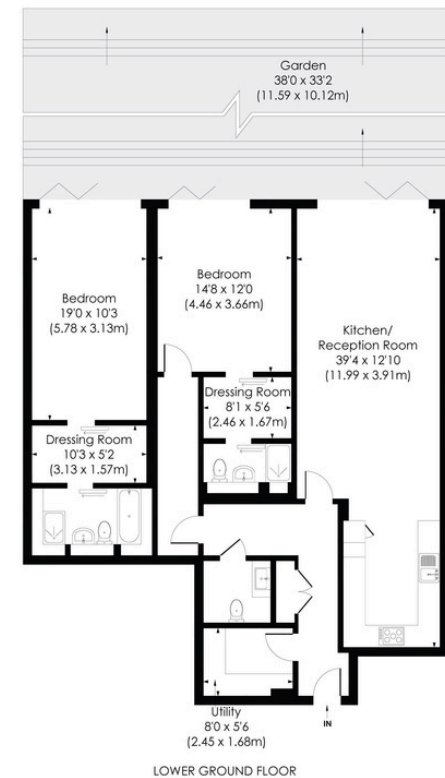 Garden
38'0 x 33'2
(11.59 x 10.12m)
Bedroom
19'0 x 10'3
(5.78 x 3.13m)
Bedroom
14'8 x 12'0
(4.46 x 3.66m)
Kitchen/
Reception Room
39'4 x 12'10
(11.99 x 3.91m)
Dressing Room
10'3 x 5'2
(3.13 x 1.57m)
Dressing Room
8'1 x 5'6
(2.46 x 1.67m)
Utility
8'0 x 5'6
(2.45 x 1.68m)
IN
LOWER GROUND FLOOR